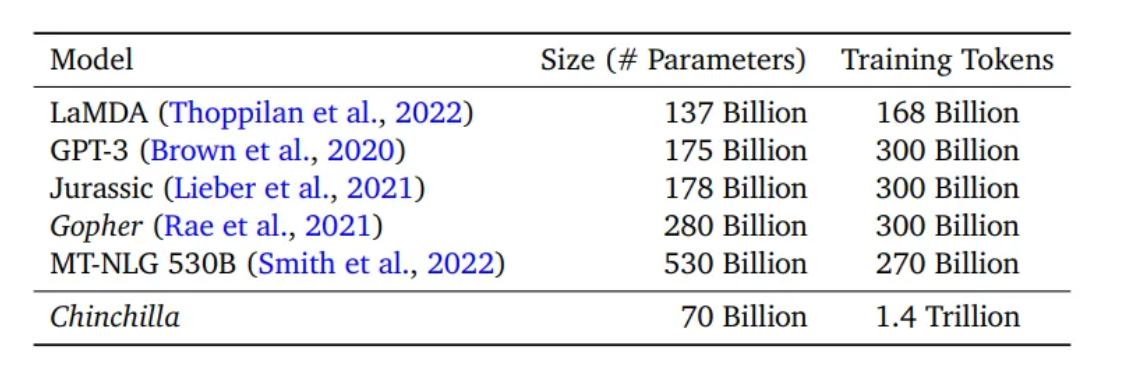 Model Size (# Parameters) Training Tokens
LaMDA (Thoppilan et al., 2022) 137 Billion 168 Billion
GPT-3 (Brown et al., 2020) 175 Billion 300 Billion
Jurassic (Lieber et al., 2021) 178 Billion 300 Billion
Gopher (Rae et al., 2021) 280 Billion 300 Billion
MT-NLG 530B (Smith et al., 2022) 530 Billion 270 Billion
Chinchilla 70 Billion 1.4 Trillion